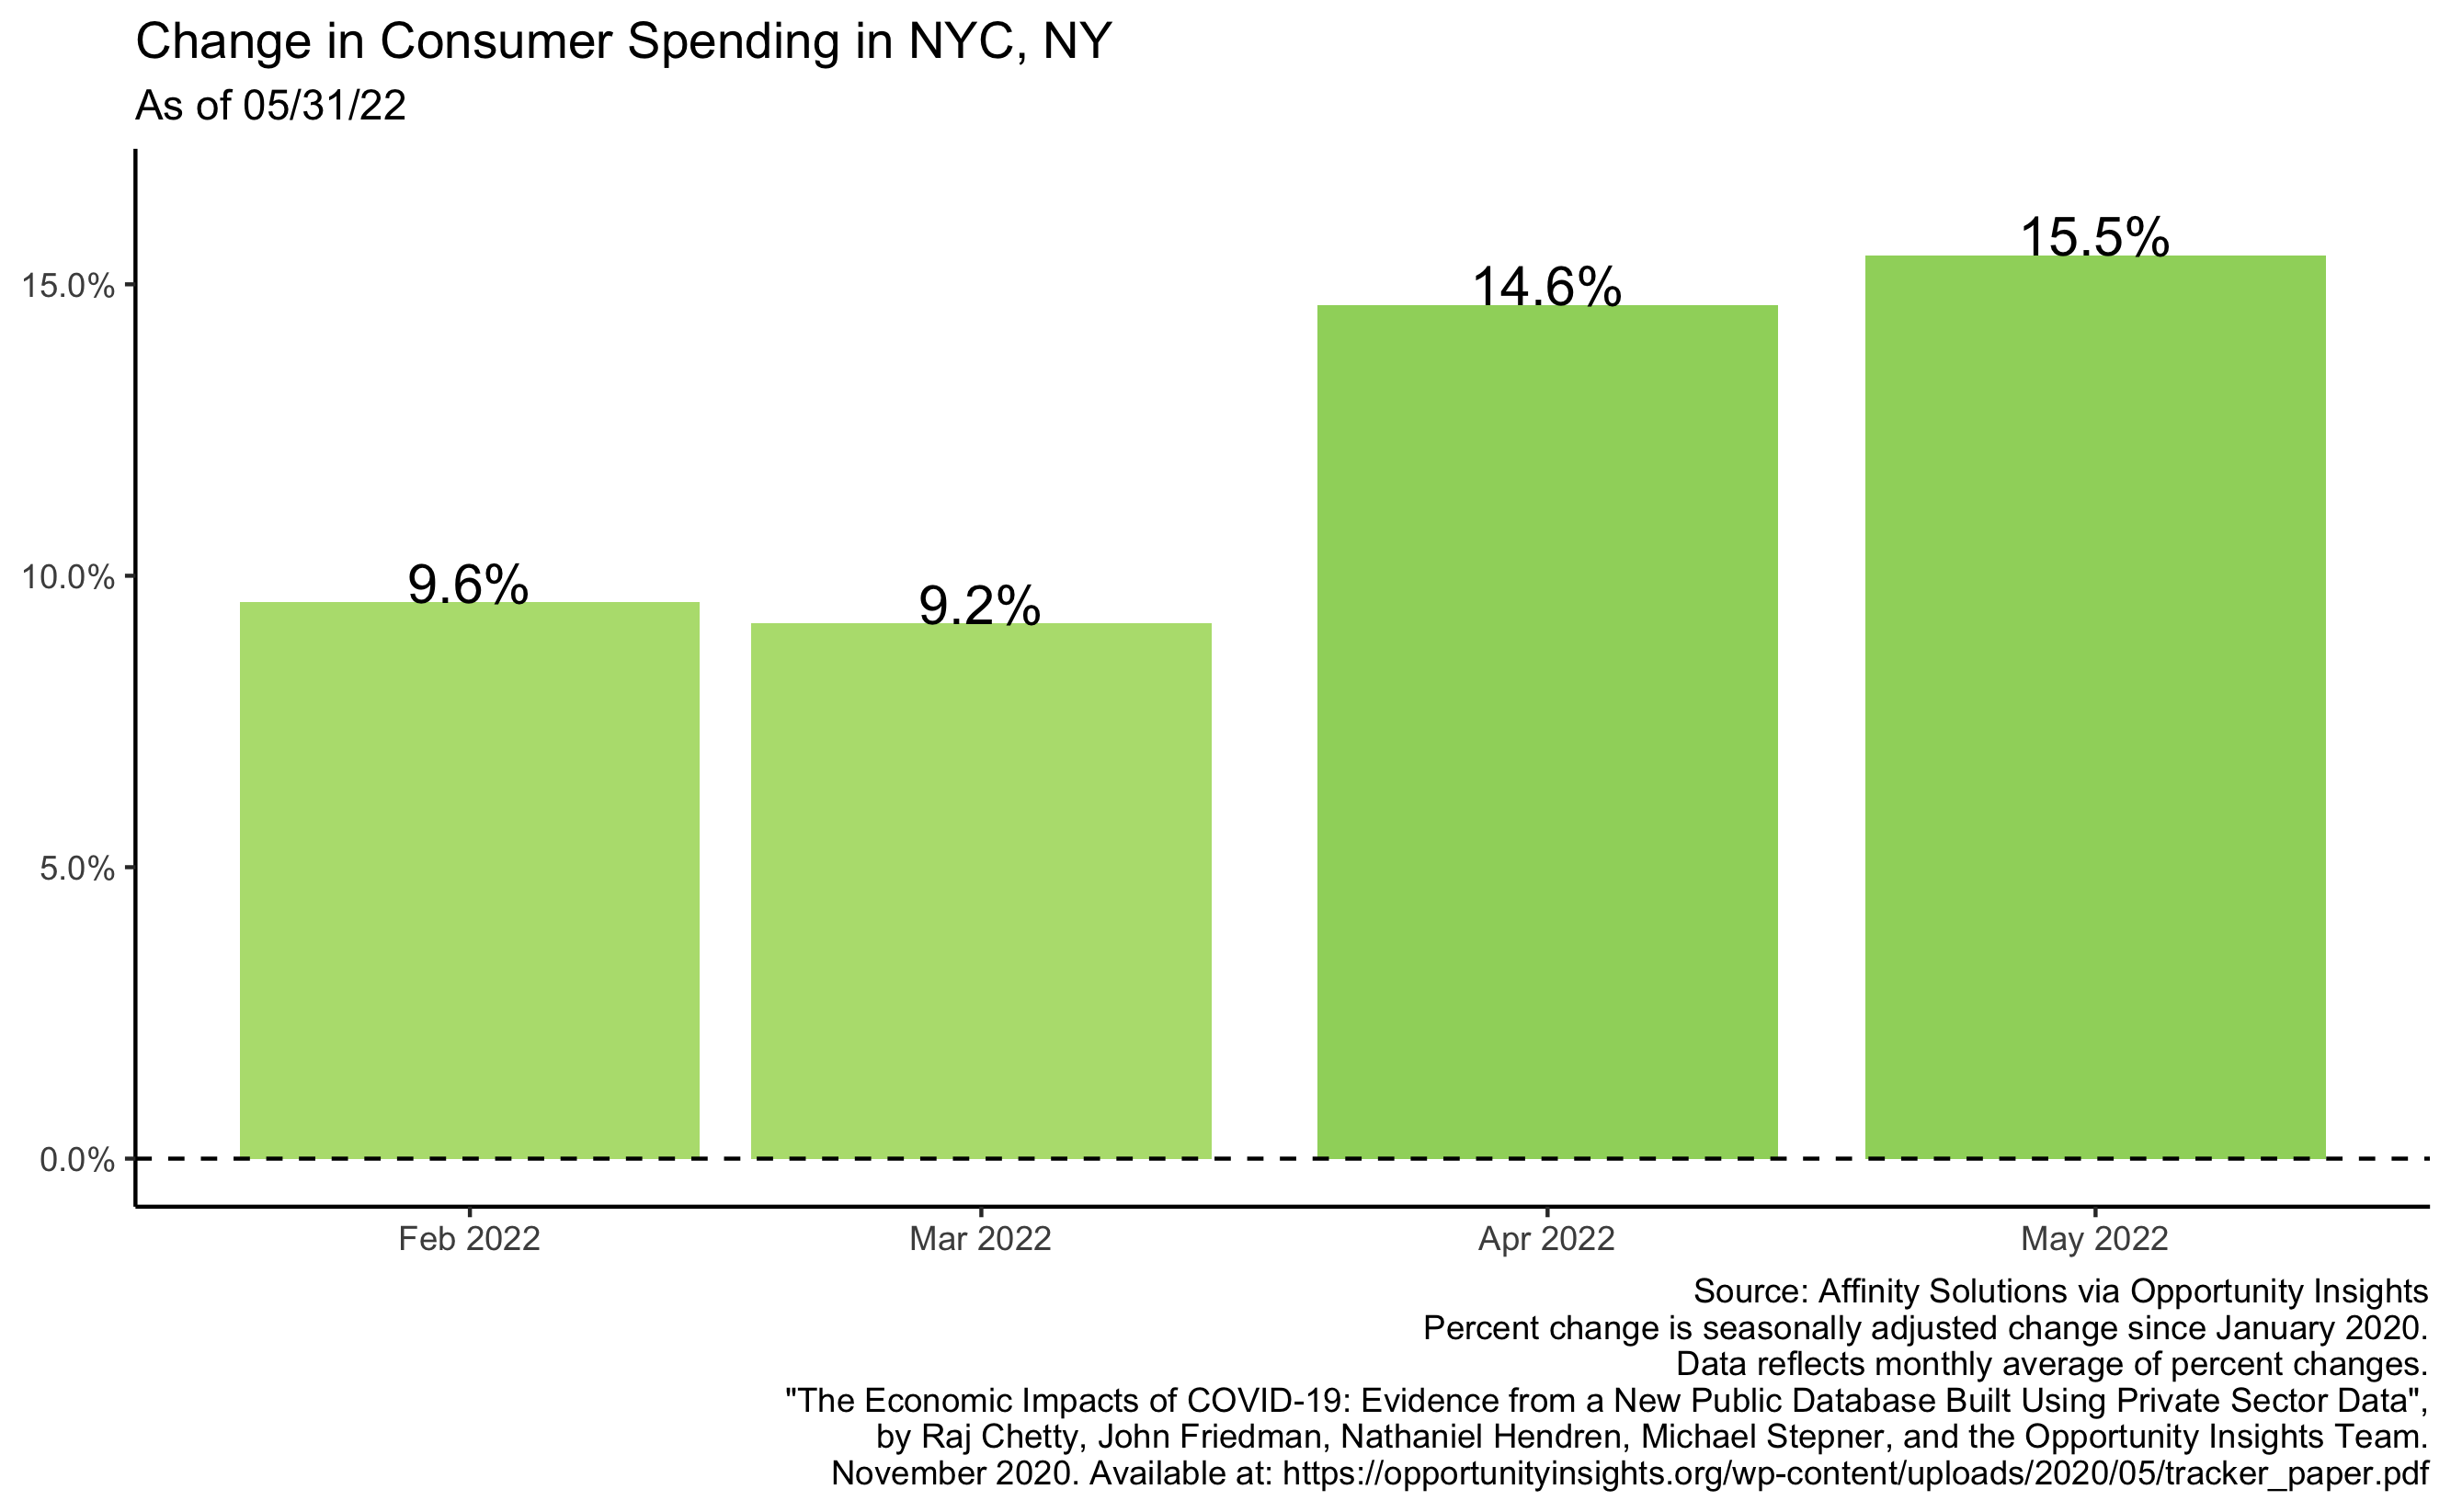 Change in Consumer Spending in NYC, NY
As of 05/31/22
15.0%
10.0%
5.0%
0.0%
9.6%
9.2%
14.6%
15.5%
Feb 2022
Mar 2022
Apr 2022
May 2022
Source: Affinity Solutions via Opportunity Insights
Percent change is seasonally adjusted change since January 2020.
Data reflects monthly average of percent changes.
"The Economic Impacts of COVID-19: Evidence from a New Public Database Built Using Private Sector Data",
by Raj Chetty, John Friedman, Nathaniel Hendren, Michael Stepner, and the Opportunity Insights Team.
November 2020. Available at: https://opportunityinsights.org/wp-content/uploads/2020/05/tracker_paper.pdf